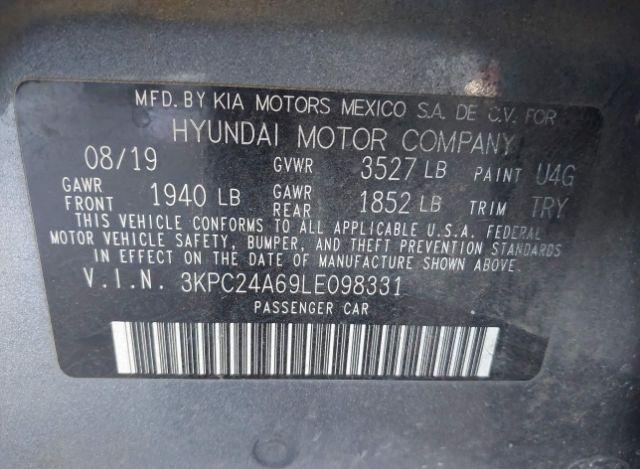 MFD. BY KIA MOTORS MEXICO S.A. DE C.V. FOR
HYUNDAI MOTOR COMPANY
08/19 GVWR 3527 LB PAINT U4G
GAWR FRONT 1940 LB GAWR REAR 1852 LB TRIM TRY
THIS VEHICLE CONFORMS TO ALL APPLICABLE U.S.A. FEDERAL
MOTOR VEHICLE SAFETY, BUMPER, AND THEFT PREVENTION STANDARDS
IN EFFECT ON THE DATE OF MANUFACTURE SHOWN ABOVE.
V.I.N. 3KPC24A69LE098331
PASSENGER CAR